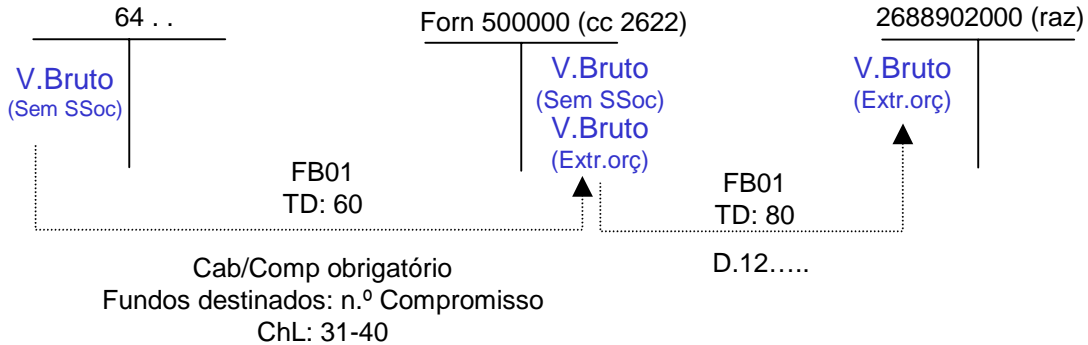 64 . .
Forn 500000 (cc 2622)
2688902000 (raz)
V.Bruto
(Sem SSoc)
V.Bruto
(Sem SSoc)
V.Bruto
(Extr.orç)
V.Bruto
(Extr.orç)
FB01
TD: 60
FB01
TD: 80
Cab/Comp obrigatório
Fundos destinados: n.º Compromisso
ChL: 31-40
D.12…..